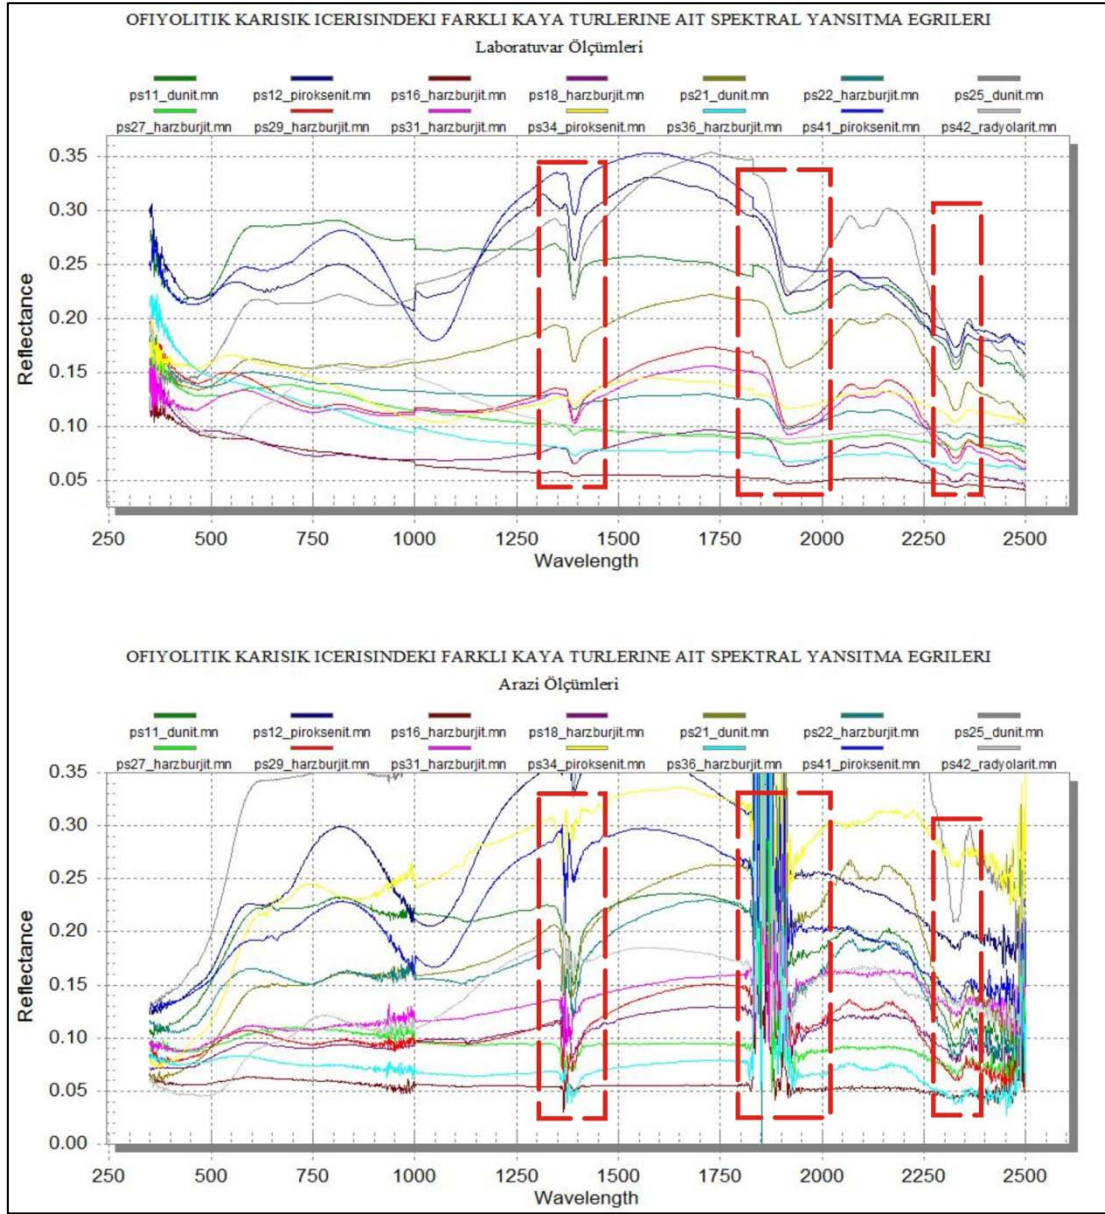 OFIYOLITIK KARISIK ICERISINDEKI FARKLI KAYA TURLERINE AIT SPEKTRAL YANSITMA EGRILERI
Laboratuvar Ölçümleri
ps11_dunit.mn ps12_piroksenit.mn ps16_harzburjit.mn ps18_harzburjit.mn ps21_dunit.mn ps22_harzburjit.mn ps25_dunit.mn
ps27_harzburjit.mn ps29_harzburjit.mn ps31_harzburjit.mn ps34_piroksenit.mn ps36_harzburjit.mn ps41_piroksenit.mn ps42_radyolarit.mn
0.35
0.30
0.25
0.20
0.15
0.10
0.05
Reflectance
250 500 750 1000 1250 1500 1750 2000 2250 2500
Wavelength
OFIYOLITIK KARISIK ICERISINDEKI FARKLI KAYA TURLERINE AIT SPEKTRAL YANSITMA EGRILERI
Arazi Ölçümleri
ps11_dunit.mn ps12_piroksenit.mn ps16_harzburjit.mn ps18_harzburjit.mn ps21_dunit.mn ps22_harzburjit.mn ps25_dunit.mn
ps27_harzburjit.mn ps29_harzburjit.mn ps31_harzburjit.mn ps34_piroksenit.mn ps36_harzburjit.mn ps41_piroksenit.mn ps42_radyolarit.mn
0.35
0.30
0.25
0.20
0.15
0.10
0.05
0.00
Reflectance
250 500 750 1000 1250 1500 1750 2000 2250 2500
Wavelength